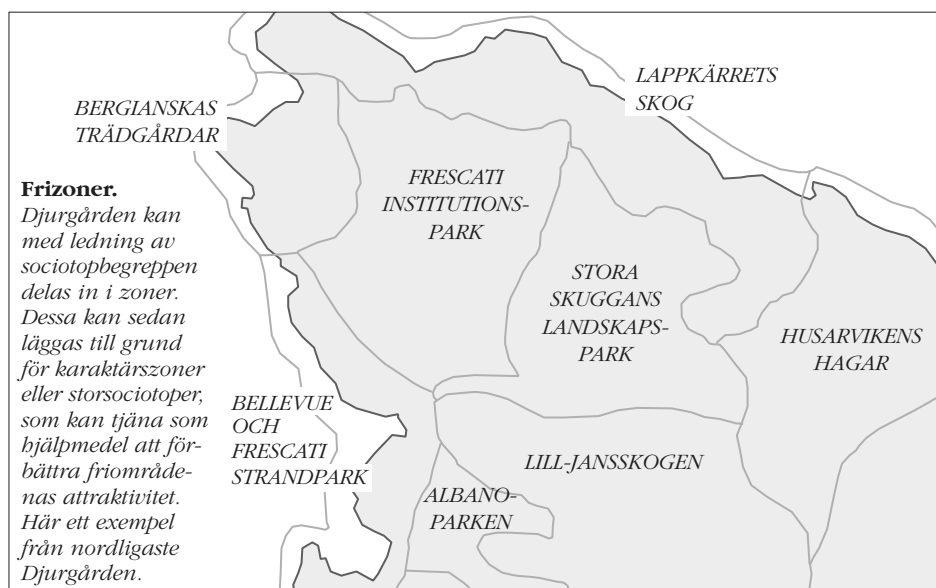 LAPPKÄRRETS
SKOG
BERGIANSKAS
TRÄDGÅRDAR
Frizoner.
Djurgården kan
med ledning av
sociotopbegreppen
delas in i zoner.
Dessa kan sedan
läggas till grund
för karaktärszoner
eller storsociotoper,
som kan tjäna som
hjälpmedel att för-
bättra friområde-
nas attraktivitet.
Här ett exempel
från nordligaste
Djurgården.
FRESCATI
INSTITUTIONS-
PARK
STORA
SKUGGANS
LANDSKAPS-
PARK
HUSARVIKENS
HAGAR
BELLEVUE
OCH
FRESCATI
STRANDPARK
LILL-JANSSKOGEN
ALBANO-
PARKEN